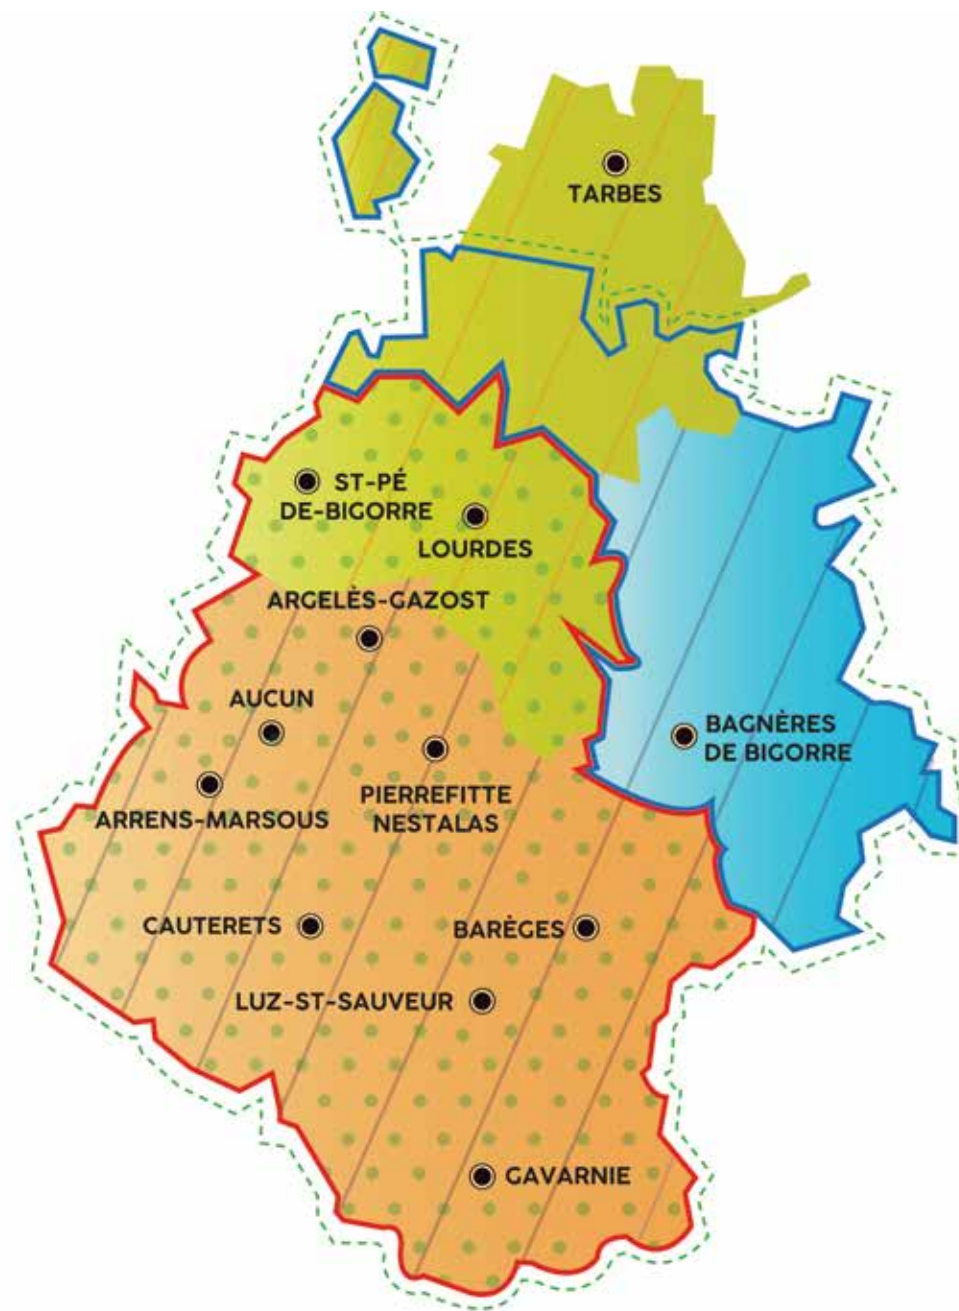 TARBES
ST-PÉ
DE-BIGORRE
LOURDES
ARGELÈS-GAZOST
AUCUN
BAGNÈRES
DE BIGORRE
PIERREFITTE
NESTALAS
ARRENS-MARSOUS
CAUTERETS
BARÈGES
LUZ-ST-SAUVEUR
GAVARNIE